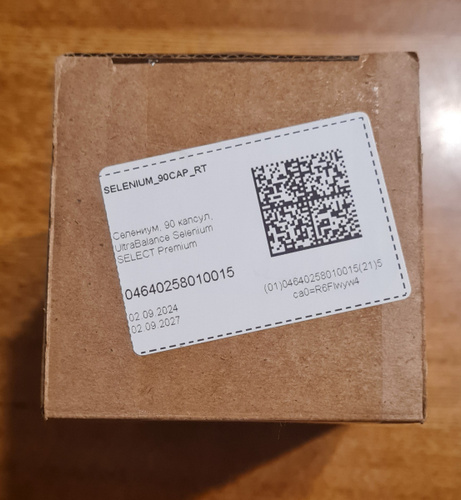 SELENIUM_90CAP_RT
Селениум, 90 капсул,
UltraBalance Selenium
SELECT Premium
04640258010015
02.09.2024
02.09.2027
(01)04640258010015(21)5
ca0=R6Flwyw4